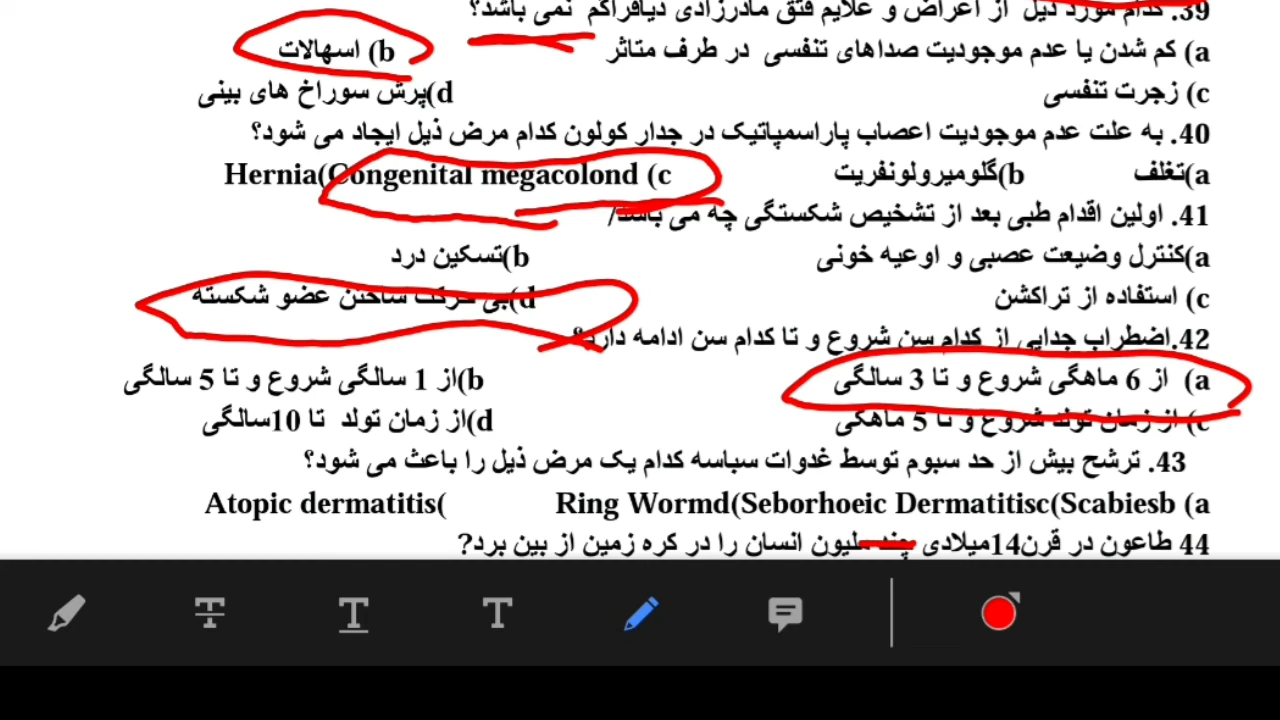 39. کدام مورد ذیل از اعراض و علایم فتق مادرزادی دیافراگم نمی باشد؟
a) کم شدن یا عدم موجودیت صداهای تنفسی در طرف متاثر b) اسهالات
c) زجرت تنفسی d)پرش سوراخ های بینی
40. به علت عدم موجودیت اعصاب پاراسمپاتیک در جدار کولون کدام مرض ذیل ایجاد می شود؟
a)تغلف b)گلومیرولونفریت Hernia(Congenital megacolond (c
41. اولین اقدام طبی بعد از تشخیص شکستگی چه می باشد/
a)کنترل وضیعت عصبی و اوعیه خونی b)تسکین درد
c) استفاده از تراکشن d)بی حرکت ساختن عضو شکسته
42.اضطراب جدایی از کدام سن شروع و تا کدام سن ادامه دارد؟
a) از 6 ماهگی شروع و تا 3 سالگی b)از 1 سالگی شروع و تا 5 سالگی
c) از زمان تولد شروع و تا 5 ماهگی d)از زمان تولد تا 10سالگی
43. ترشح بیش از حد سبوم توسط غدوات سباسه کدام یک مرض ذیل را باعث می شود؟
Atopic dermatitis( Ring Wormd(Seborhoeic Dermatitisc(Scabiesb (a
44 طاعون در قرن14میلادی چند ملیون انسان را در کره زمین از بین برد?
T T T